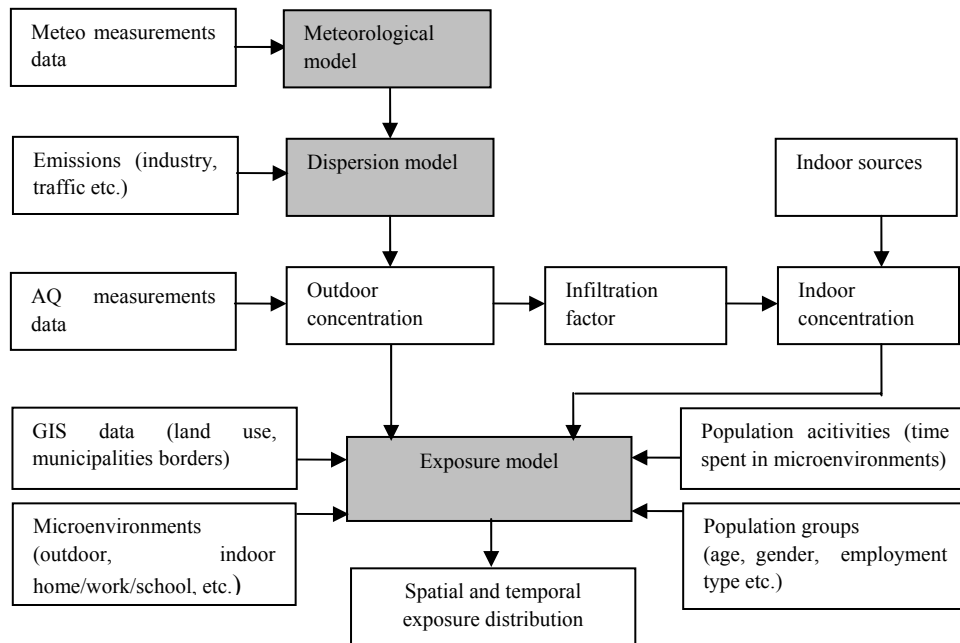 Meteo measurements
data
Meteorological
model
Emissions (industry,
traffic etc.)
Dispersion model
Indoor sources
AQ measurements
data
Outdoor
concentration
Infiltration
factor
Indoor
concentration
GIS data (land use,
municipalities borders)
Exposure model
Population acitivities (time
spent in microenvironments)
Microenvironments
(outdoor, indoor
home/work/school, etc.)
Population groups
(age, gender, employment
type etc.)
Spatial and temporal
exposure distribution